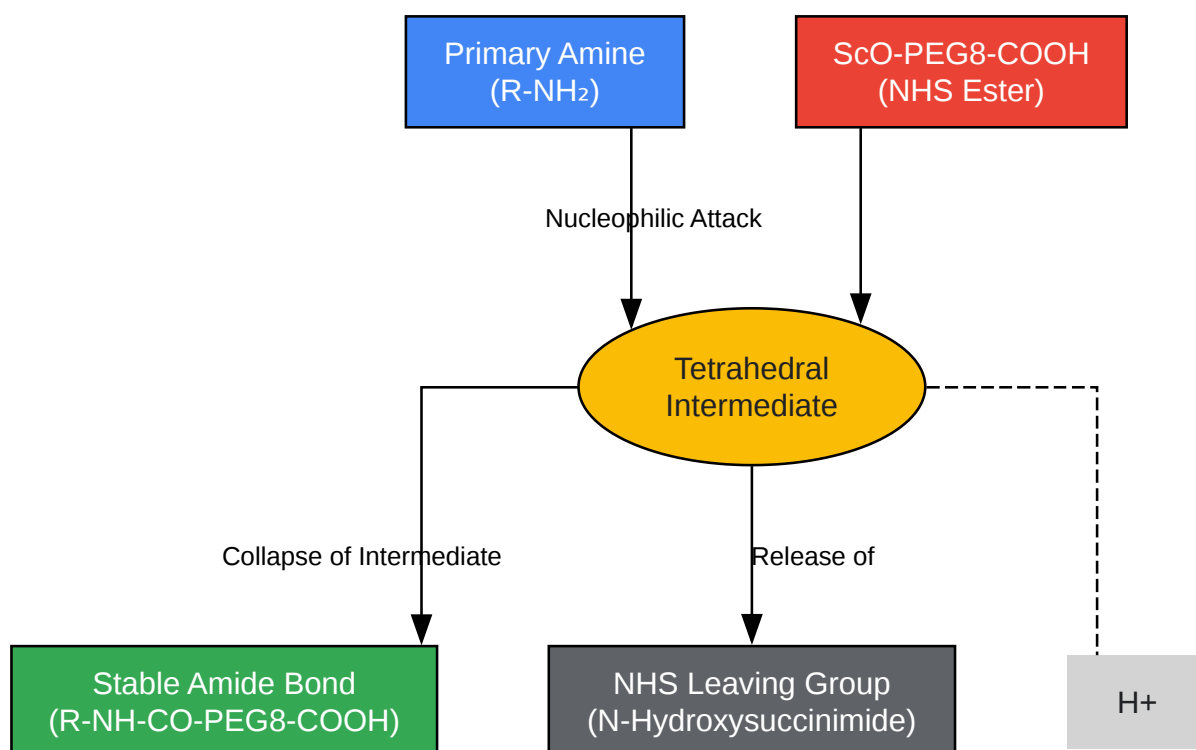 Primary Amine
(R-NH₂)
ScO-PEG8-COOH
(NHS Ester)
Nucleophilic Attack
Tetrahedral
Intermediate
Collapse of Intermediate
Release of
Stable Amide Bond
(R-NH-CO-PEG8-COOH)
NHS Leaving Group
(N-Hydroxysuccinimide)
H+